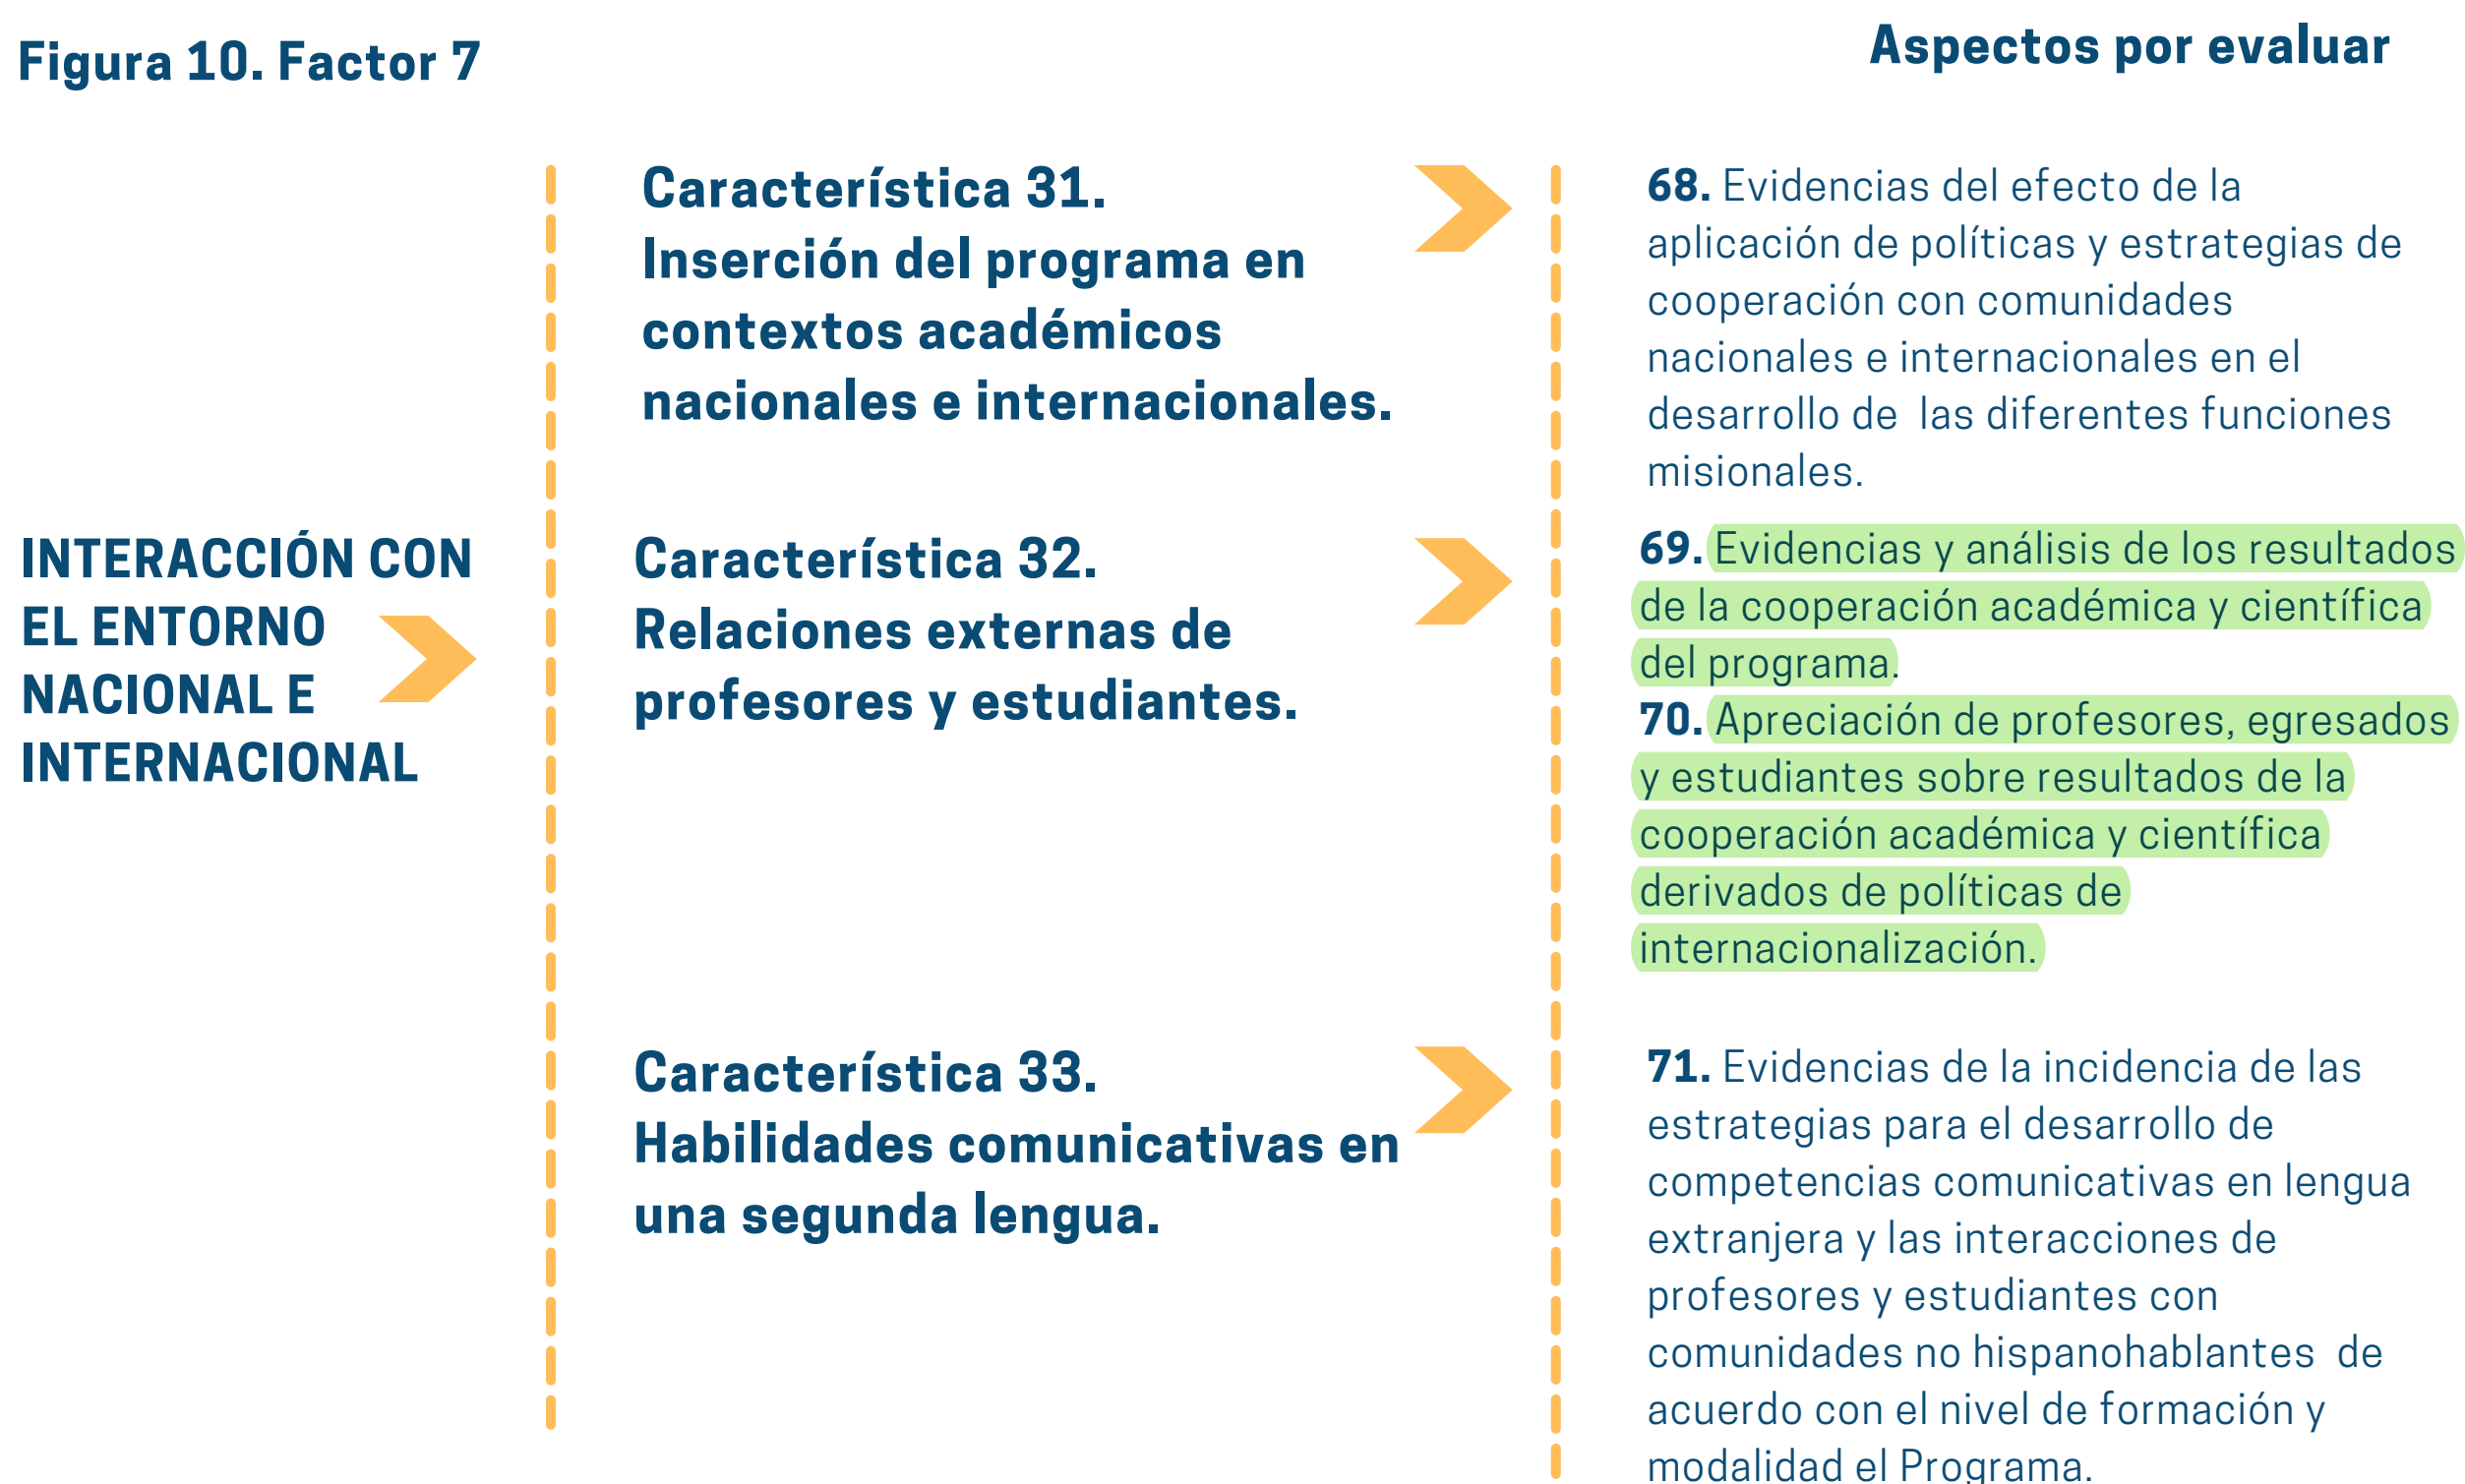 Figura 10. Factor 7
Aspectos por evaluar
INTERACCIÓN CON
EL ENTORNO
NACIONAL E
INTERNACIONAL
Característica 31.
Inserción del programa en
contextos académicos
nacionales e internacionales.
68. Evidencias del efecto de la
aplicación de políticas y estrategias de
cooperación con comunidades
nacionales e internacionales en el
desarrollo de  las diferentes funciones
misionales.
Característica 32.
Relaciones externas de
profesores y estudiantes.
69. Evidencias y análisis de los resultados
de la cooperación académica y científica
del programa.
70. Apreciación de profesores, egresados
y estudiantes sobre resultados de la
cooperación académica y científica
derivados de políticas de
internacionalización.
Característica 33.
Habilidades comunicativas en
una segunda lengua.
71. Evidencias de la incidencia de las
estrategias para el desarrollo de
competencias comunicativas en lengua
extranjera y las interacciones de
profesores y estudiantes con
comunidades no hispanohablantes  de
acuerdo con el nivel de formación y
modalidad el Programa.